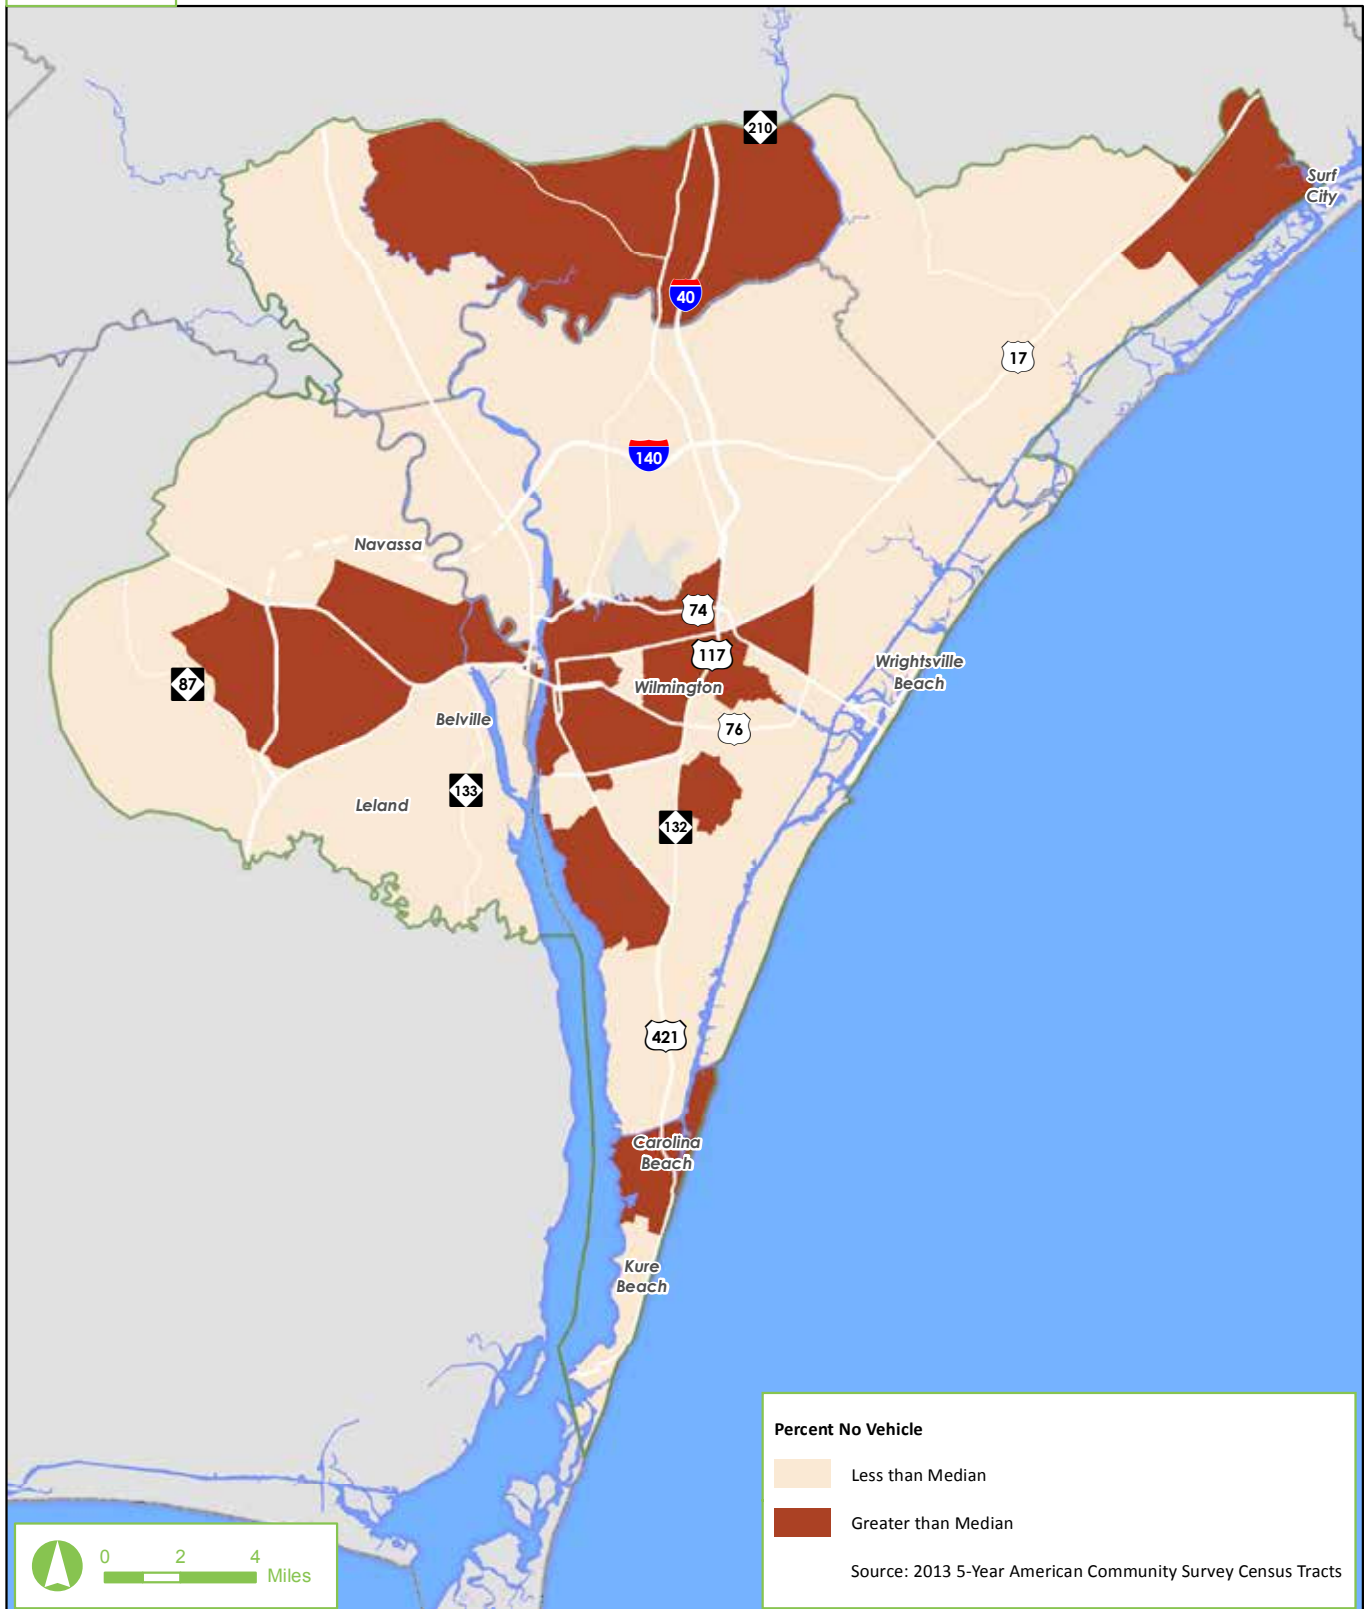 210
Surf
City
40
17
140
Navassa
74
117
Wrightsville
Beach
87
Wilmington
Belville
76
133
Leland
132
421
Carolina
Beach
Kure
Beach
Percent No Vehicle
Less than Median
Greater than Median
Source: 2013 5-Year American Community Survey Census Tracts
0 2 4
Miles